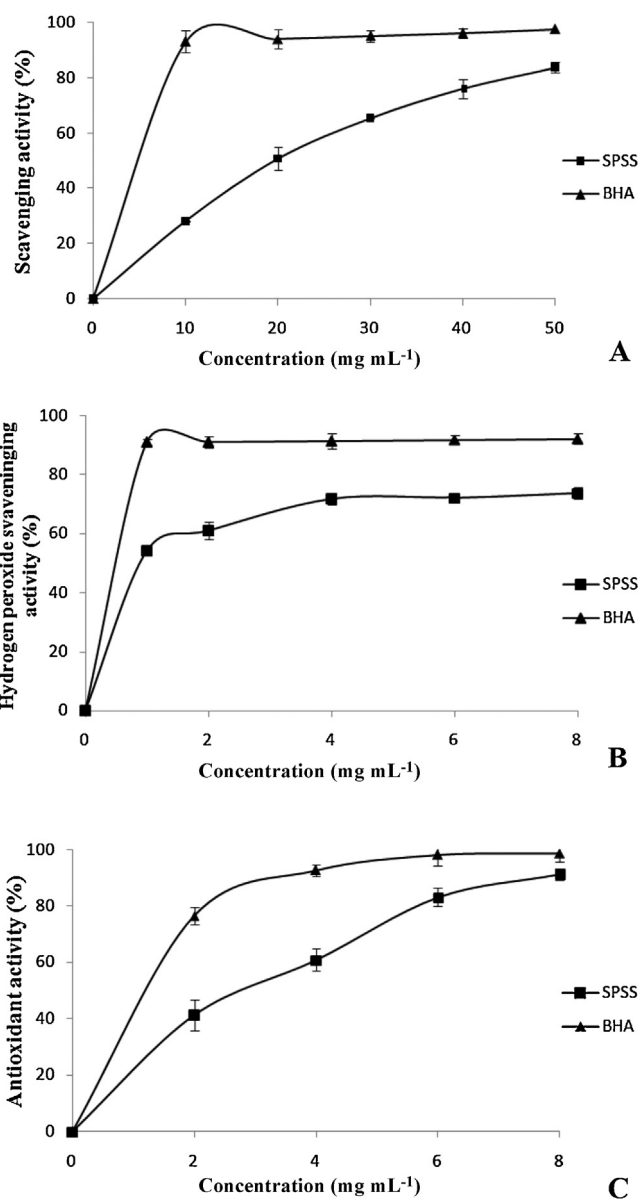 100
80
60
40
20
0
Scavenging activity (%)
0 10 20 30 40 50
Concentration (mg mL-1)
SPSS
BHA
A
100
80
60
40
20
0
Hydrogen peroxide svaveninging
activity (%)
0 2 4 6 8
Concentration (mg mL-1)
SPSS
BHA
B
100
80
60
40
20
0
Antioxidant activity (%)
0 2 4 6 8
Concentration (mg mL-1)
SPSS
BHA
C